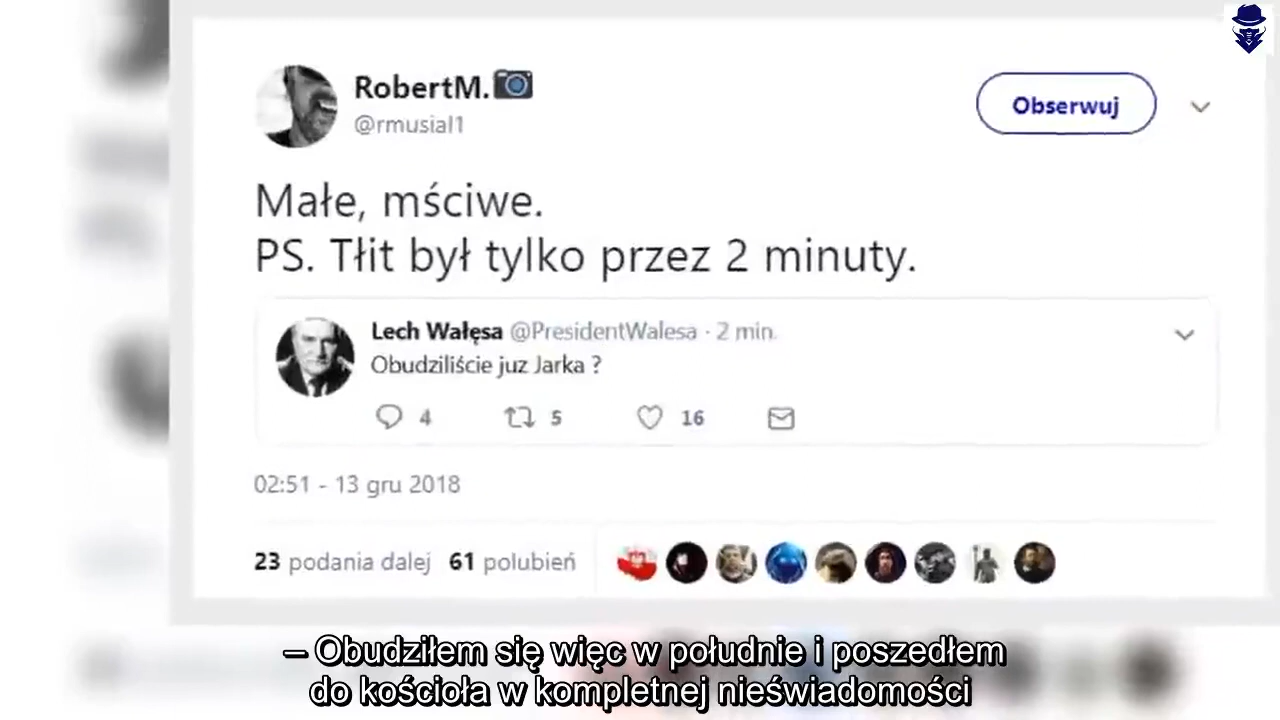 RobertM.
@rmusial1
Obserwuj
Małe, mściwe.
PS. Tłit był tylko przez 2 minuty.
Lech Wałęsa @PresidentWalesa · 2 min.
Obudziliście juz Jarka ?
4 5 16
02:51 - 13 gru 2018
23 podania dalej 61 polubień
– Obudziłem się więc w południe i poszedłem
do kościoła w kompletnej nieświadomości